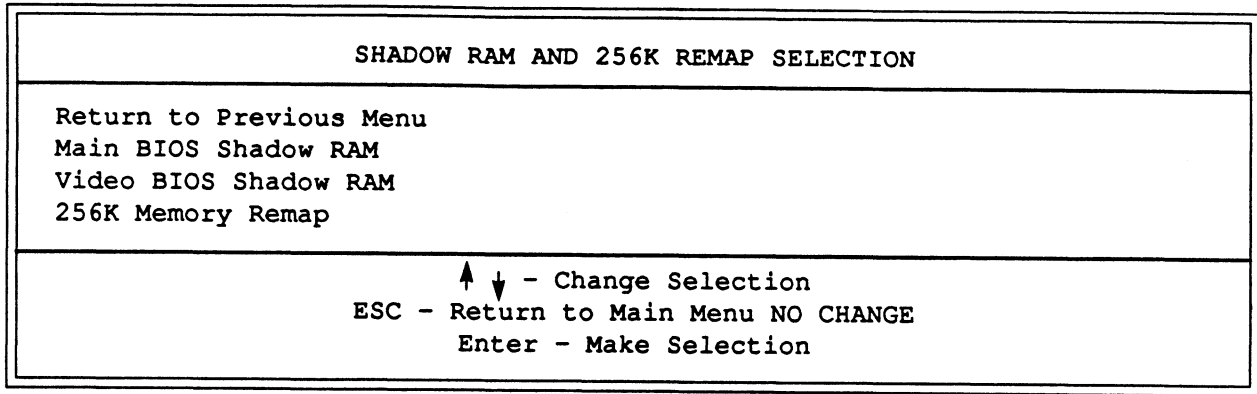 SHADOW RAM AND 256K REMAP SELECTION
Return to Previous Menu
Main BIOS Shadow RAM
Video BIOS Shadow RAM
256K Memory Remap
↑ ↓ - Change Selection
ESC - Return to Main Menu NO CHANGE
Enter - Make Selection